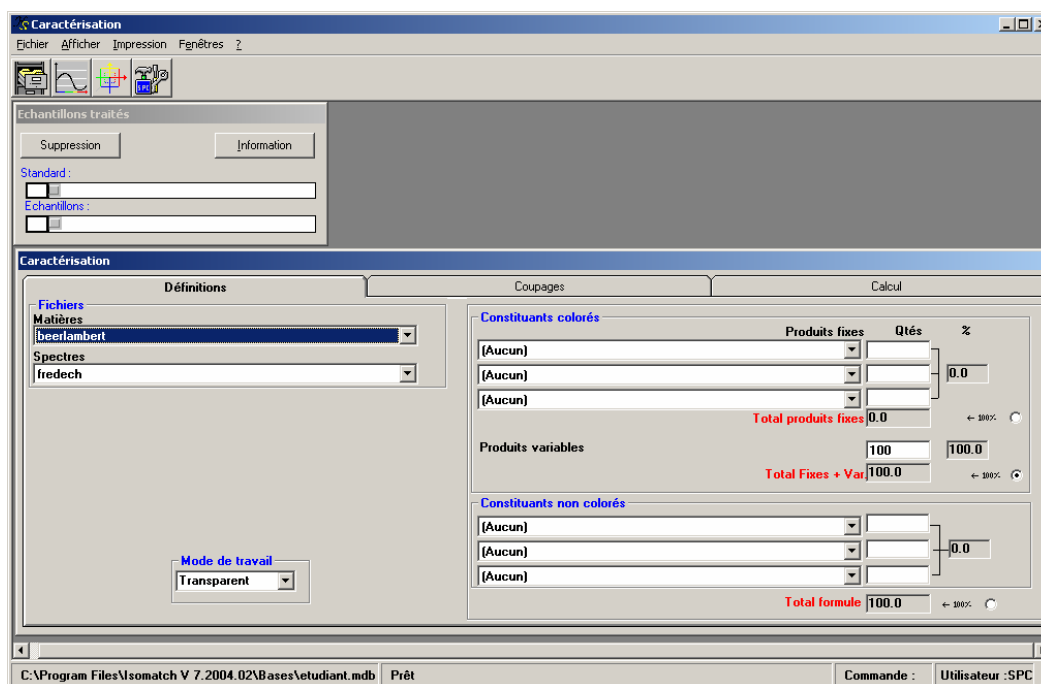 Caractérisation
Fichier Afficher Impression Fenêtres ?
SPC
Echantillons traités
Suppression Information
Standard :
Echantillons :
Caractérisation
Définitions Coupages Calcul
Fichiers
Matières
beerlambert
Spectres
fredech
Mode de travail
Transparent
Constituants colorés
Produits fixes Qtés %
(Aucun)
(Aucun) 0.0
(Aucun)
Total produits fixes 0.0 ← 100%
Produits variables 100 100.0
Total Fixes + Var. 100.0 ← 100%
Constituants non colorés
(Aucun)
(Aucun) 0.0
(Aucun)
Total formule 100.0 ← 100%
C:\Program Files\Isomatch V 7.2004.02\Bases\etudiant.mdb Prêt Commande : Utilisateur :SPC